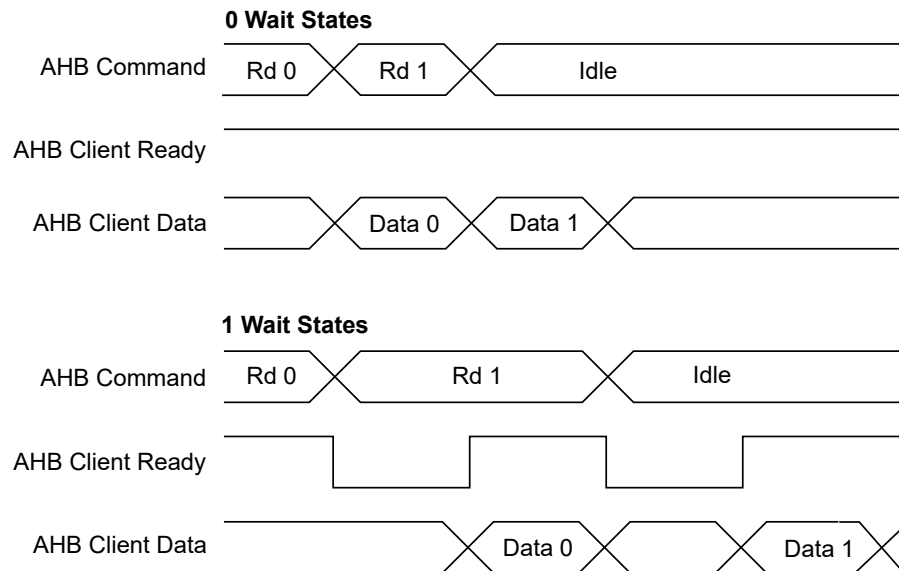 0 Wait States
AHB Command Rd 0 Rd 1 Idle
AHB Client Ready
AHB Client Data Data 0 Data 1
1 Wait States
AHB Command Rd 0 Rd 1 Idle
AHB Client Ready
AHB Client Data Data 0 Data 1